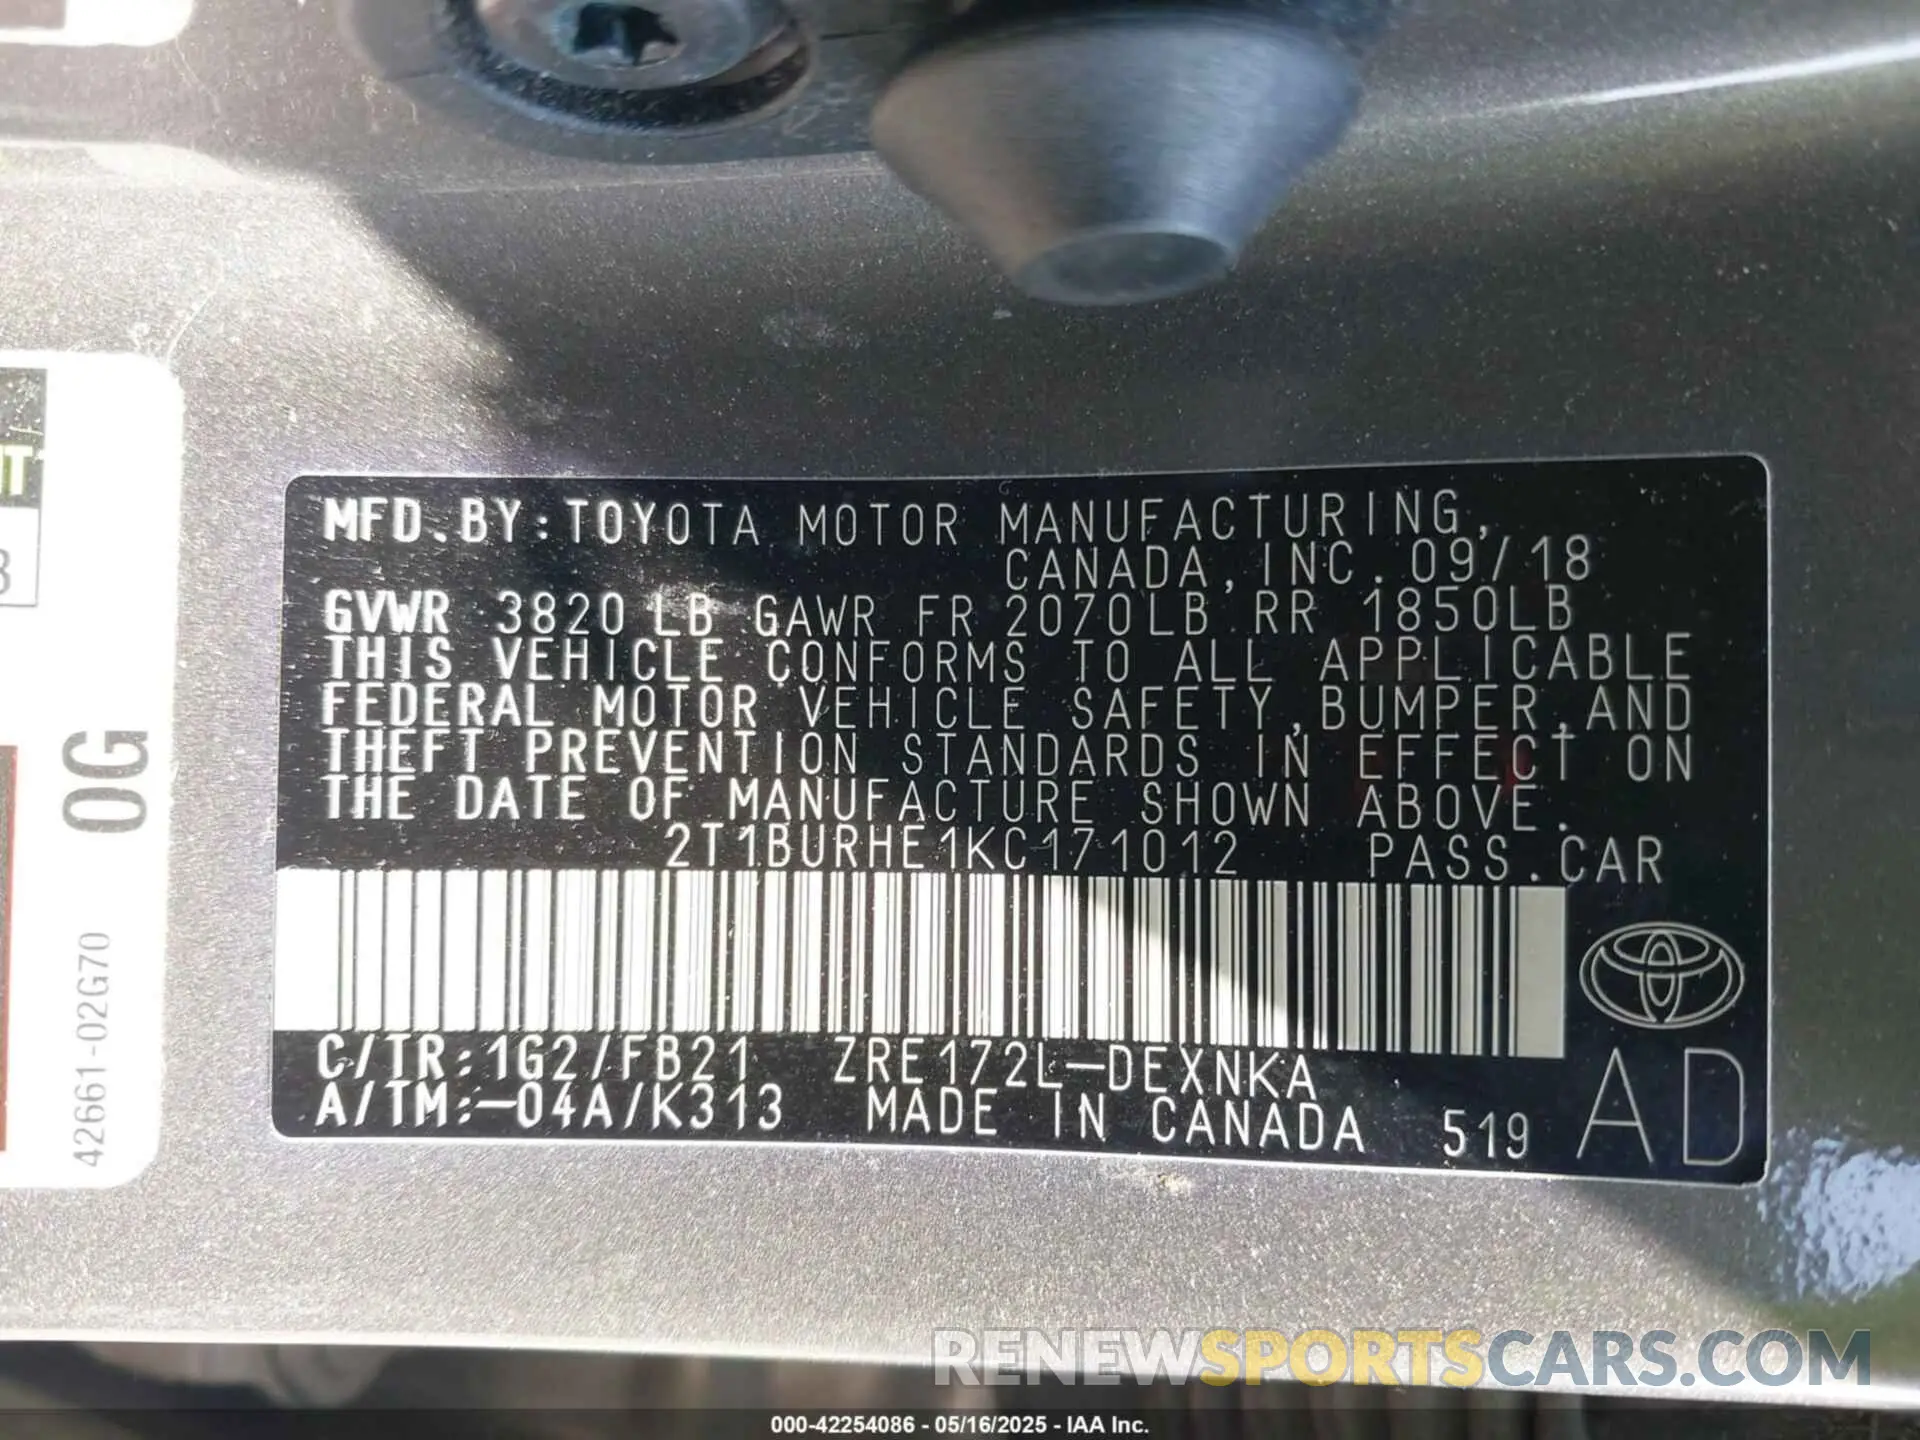 MFD.BY:TOYOTA MOTOR MANUFACTURING,
CANADA,INC. 09/18
GVWR 3820 LB GAWR FR 2070LB RR 1850LB
THIS VEHICLE CONFORMS TO ALL APPLICABLE
FEDERAL MOTOR VEHICLE SAFETY,BUMPER,AND
THEFT PREVENTION STANDARDS IN EFFECT ON
THE DATE OF MANUFACTURE SHOWN ABOVE.
2T1BURHE1KC171012 PASS.CAR
C/TR:1G2/FB21 ZRE172L-DEXNKA
A/TM:-04A/K313 MADE IN CANADA 519
AD
0G
42661-02G70
RENEWSPORTSCARS.COM
000-42254086 - 05/16/2025 - IAA Inc.